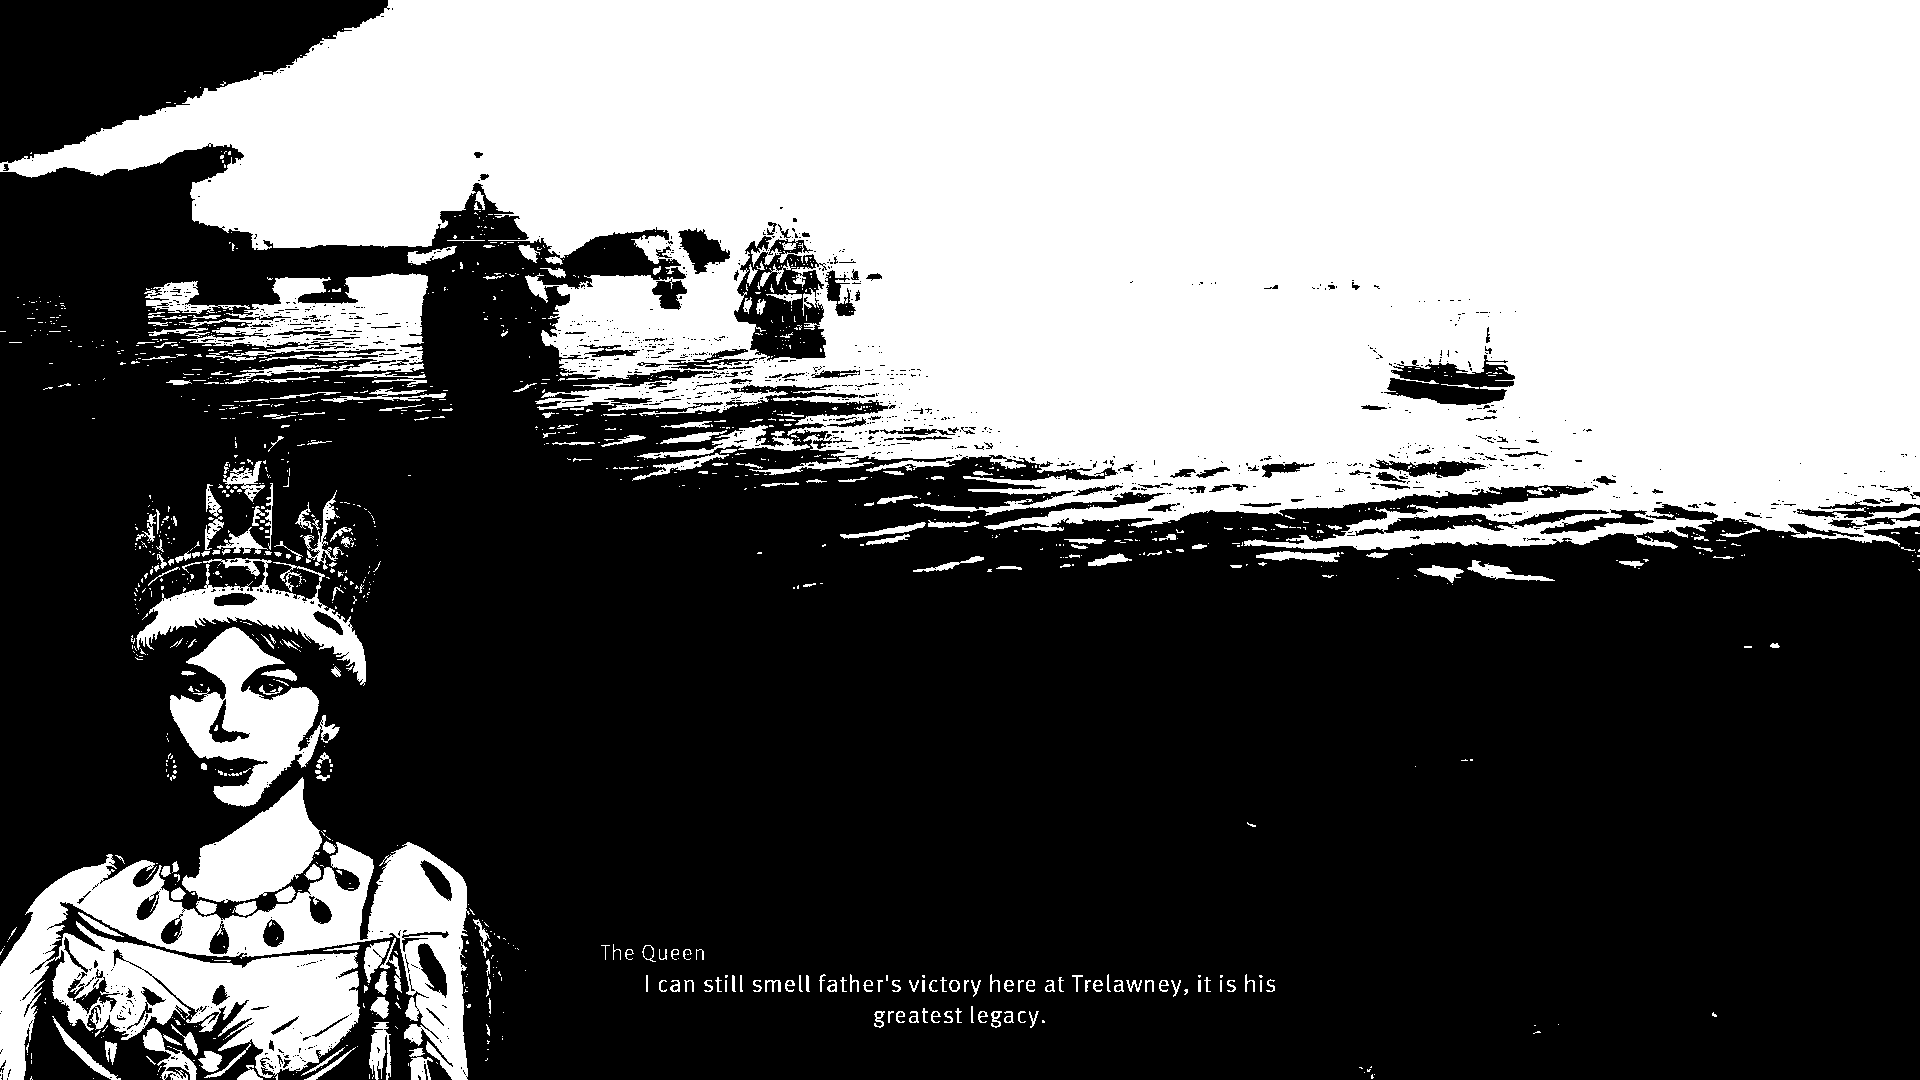 The Queen
I can still smell father's victory here at Trelawney, it is his
greatest legacy.